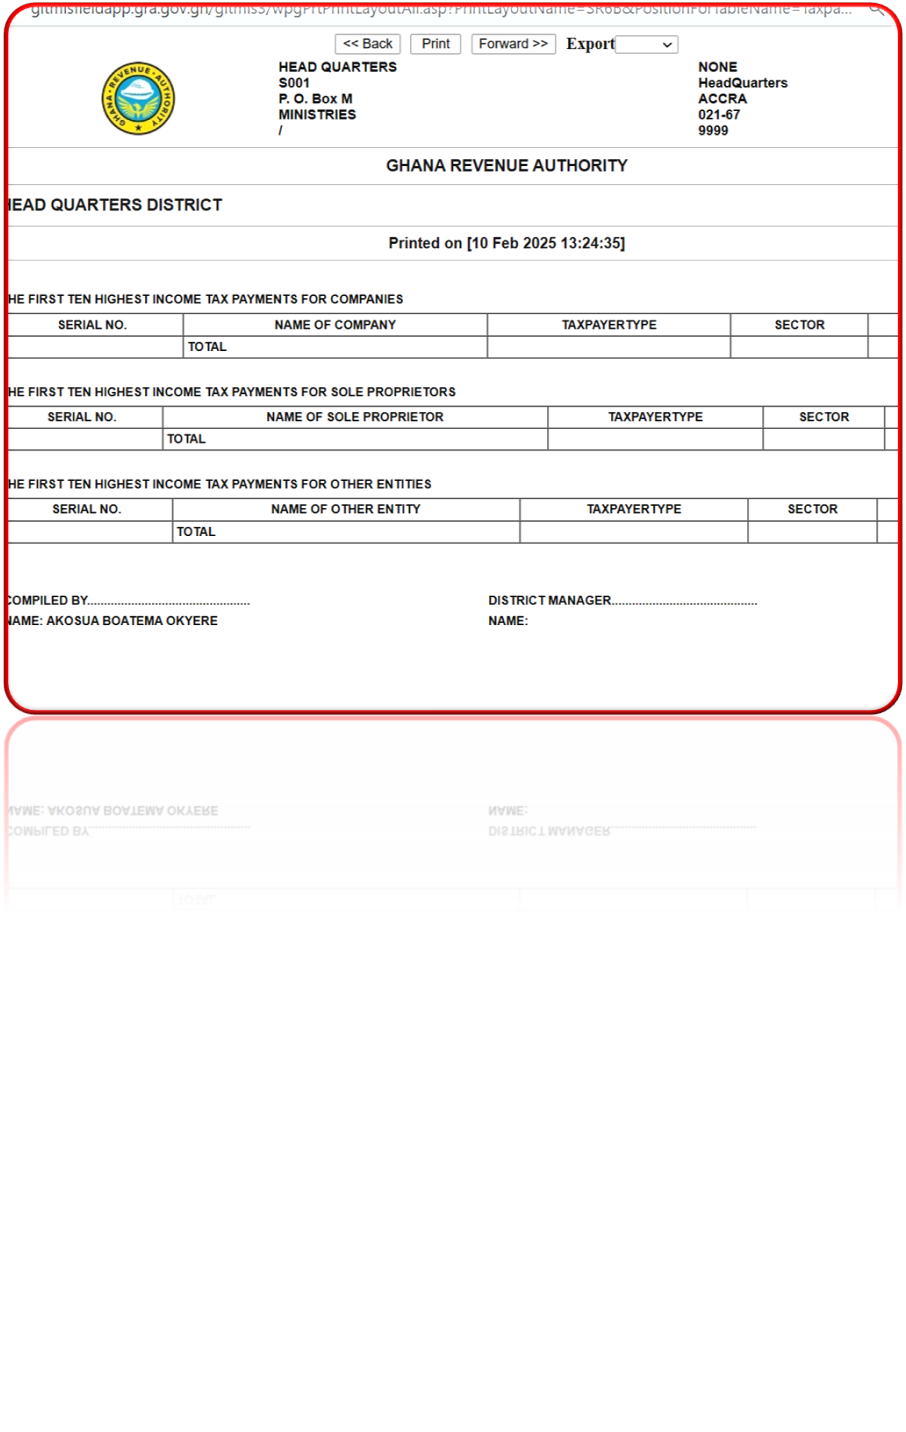 gitmisfieldapp.gra.gov.gh/gitmis3/wpgPrtPrintLayoutAll.asp?PrintLayoutName=SR6B&PositionForTableName=Taxpa...
<< Back Print Forward >> Export
HEAD QUARTERS NONE
S001 HeadQuarters
P. O. Box M ACCRA
MINISTRIES 021-67
/ 9999
GHANA REVENUE AUTHORITY
GHANA REVENUE AUTHORITY
HEAD QUARTERS DISTRICT
Printed on [10 Feb 2025 13:24:35]
HE FIRST TEN HIGHEST INCOME TAX PAYMENTS FOR COMPANIES
SERIAL NO. NAME OF COMPANY TAXPAYERTYPE SECTOR
TOTAL
HE FIRST TEN HIGHEST INCOME TAX PAYMENTS FOR SOLE PROPRIETORS
SERIAL NO. NAME OF SOLE PROPRIETOR TAXPAYERTYPE SECTOR
TOTAL
HE FIRST TEN HIGHEST INCOME TAX PAYMENTS FOR OTHER ENTITIES
SERIAL NO. NAME OF OTHER ENTITY TAXPAYERTYPE SECTOR
TOTAL
COMPILED BY................................................ DISTRICT MANAGER...........................................
NAME: AKOSUA BOATEMA OKYERE NAME: